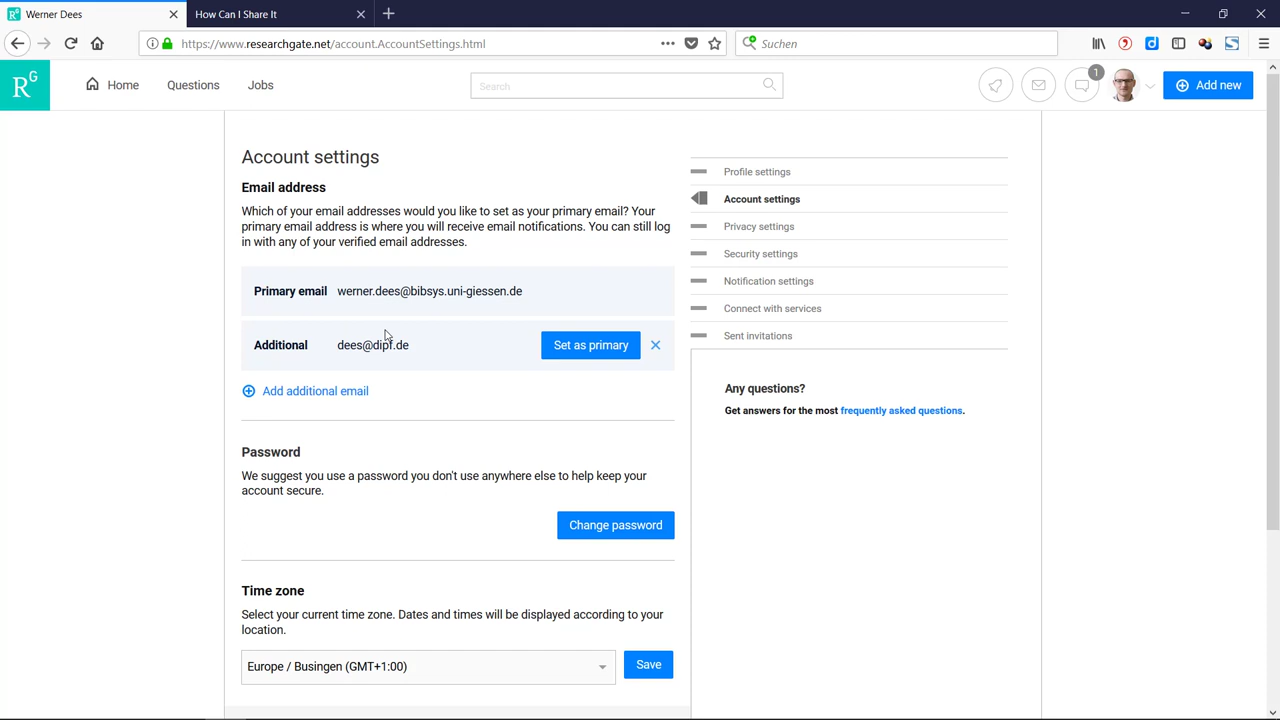 Werner Dees
How Can I Share It
https://www.researchgate.net/account.AccountSettings.html
Suchen
RG
Home
Questions
Jobs
Search
1
Add new
Account settings
Email address
Which of your email addresses would you like to set as your primary email? Your
primary email address is where you will receive email notifications. You can still log
in with any of your verified email addresses.
Primary email werner.dees@bibsys.uni-giessen.de
Additional dees@dipf.de
Set as primary
Add additional email
Password
We suggest you use a password you don't use anywhere else to help keep your
account secure.
Change password
Time zone
Select your current time zone. Dates and times will be displayed according to your
location.
Europe / Busingen (GMT+1:00)
Save
Profile settings
Account settings
Privacy settings
Security settings
Notification settings
Connect with services
Sent invitations
Any questions?
Get answers for the most frequently asked questions.